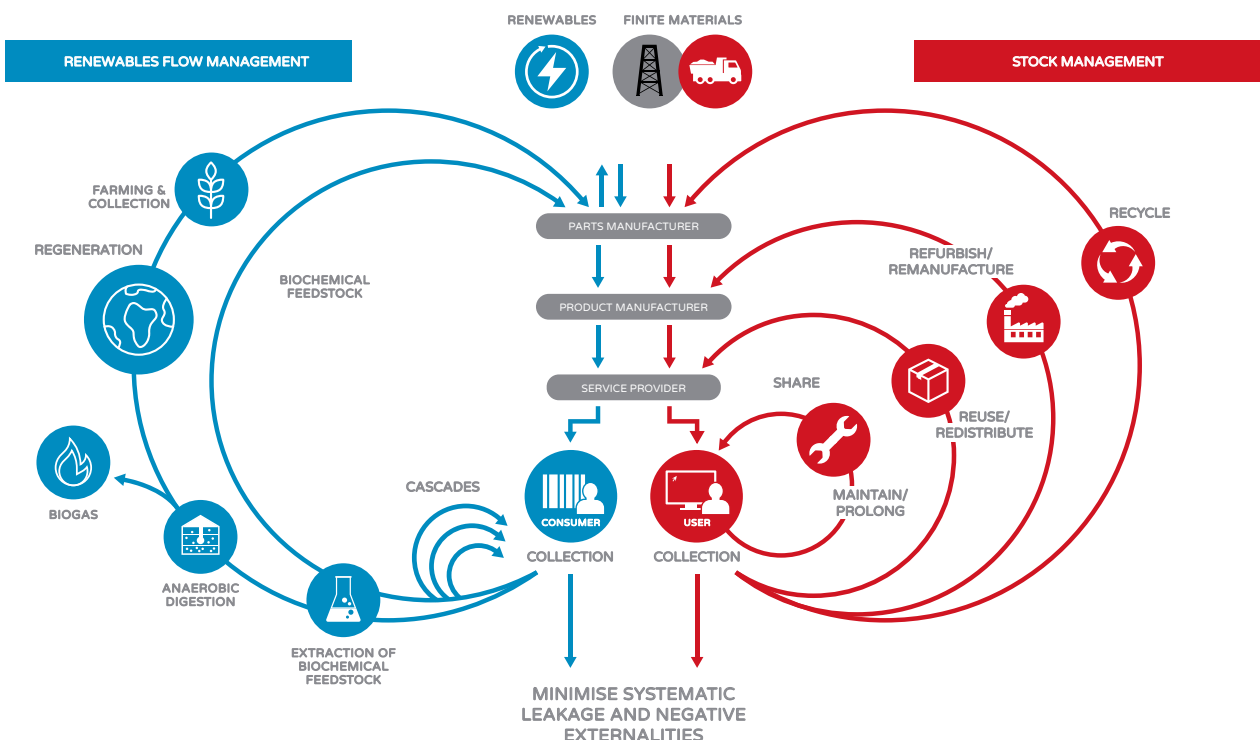 RENEWABLES
FINITE MATERIALS
RENEWABLES FLOW MANAGEMENT
STOCK MANAGEMENT
FARMING &
COLLECTION
REGENERATION
BIOCHEMICAL
FEEDSTOCK
PARTS MANUFACTURER
RECYCLE
REFURBISH/
REMANUFACTURE
PRODUCT MANUFACTURER
SERVICE PROVIDER
SHARE
REUSE/
REDISTRIBUTE
BIOGAS
CASCADES
MAINTAIN/
PROLONG
CONSUMER
USER
COLLECTION
COLLECTION
ANAEROBIC
DIGESTION
EXTRACTION OF
BIOCHEMICAL
FEEDSTOCK
MINIMISE SYSTEMATIC
LEAKAGE AND NEGATIVE
EXTERNALITIES